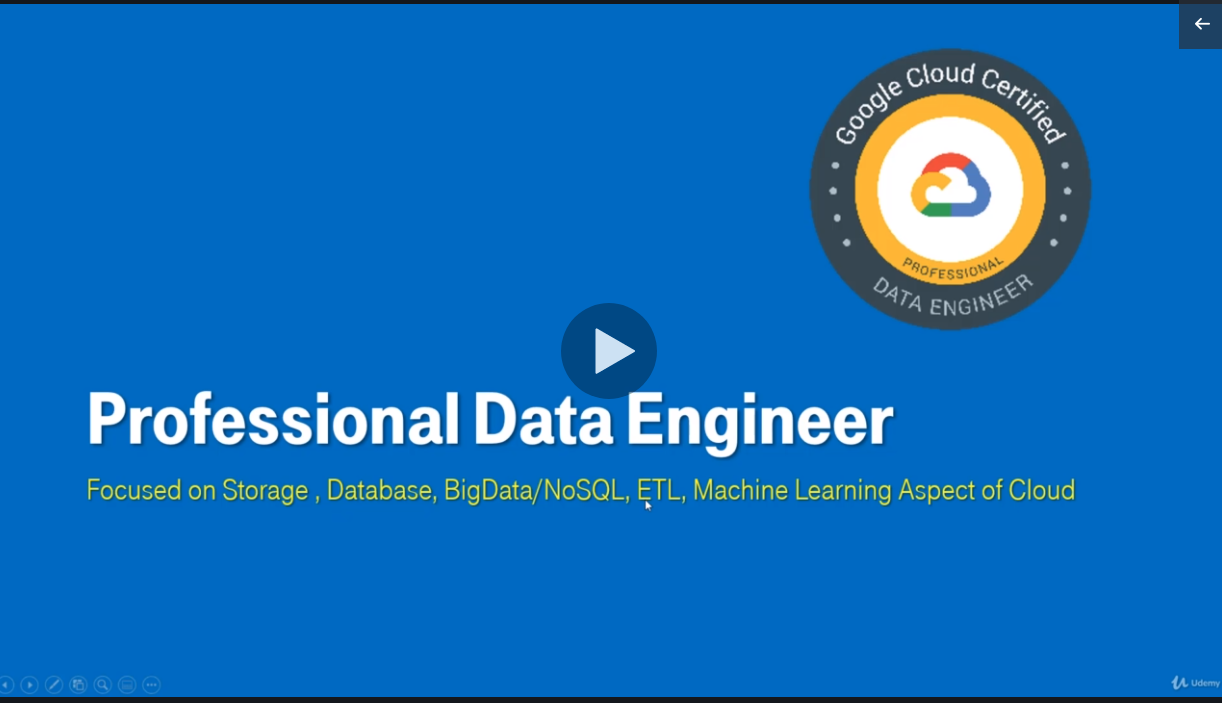 Google Cloud Certified
PROFESSIONAL
DATA ENGINEER
Professional Data Engineer
Focused on Storage , Database, BigData/NoSQL, ETL, Machine Learning Aspect of Cloud
Udemy